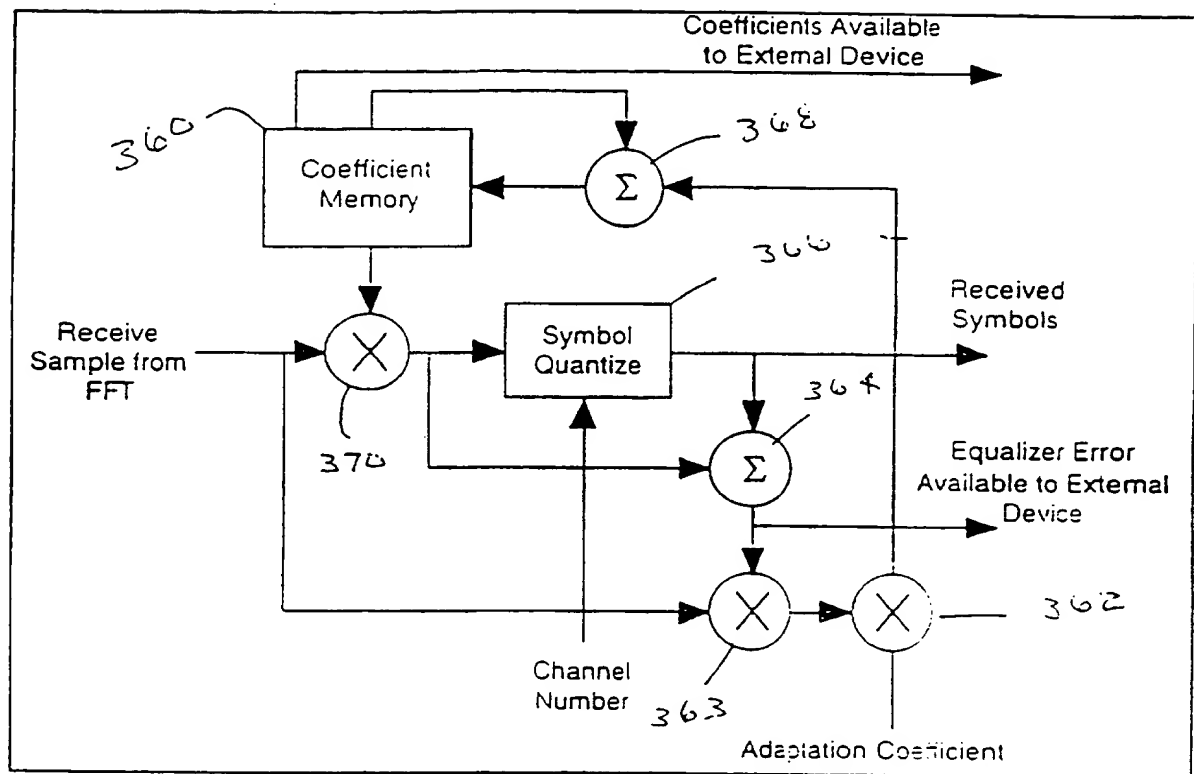 Coefficients Available
to External Device
360
368
Coefficient
Memory
Σ
366
Receive
Sample from
FFT
Symbol
Quantize
Received
Symbols
364
370
Σ
Equalizer Error
Available to External
Device
362
Channel
Number
363
Adaptation Coefficient